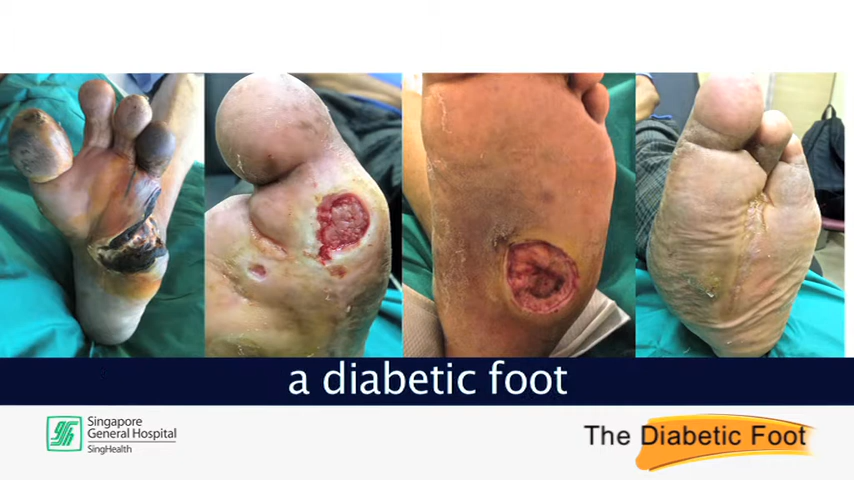 a diabetic foot
Singapore
General Hospital
SingHealth
The Diabetic Foot